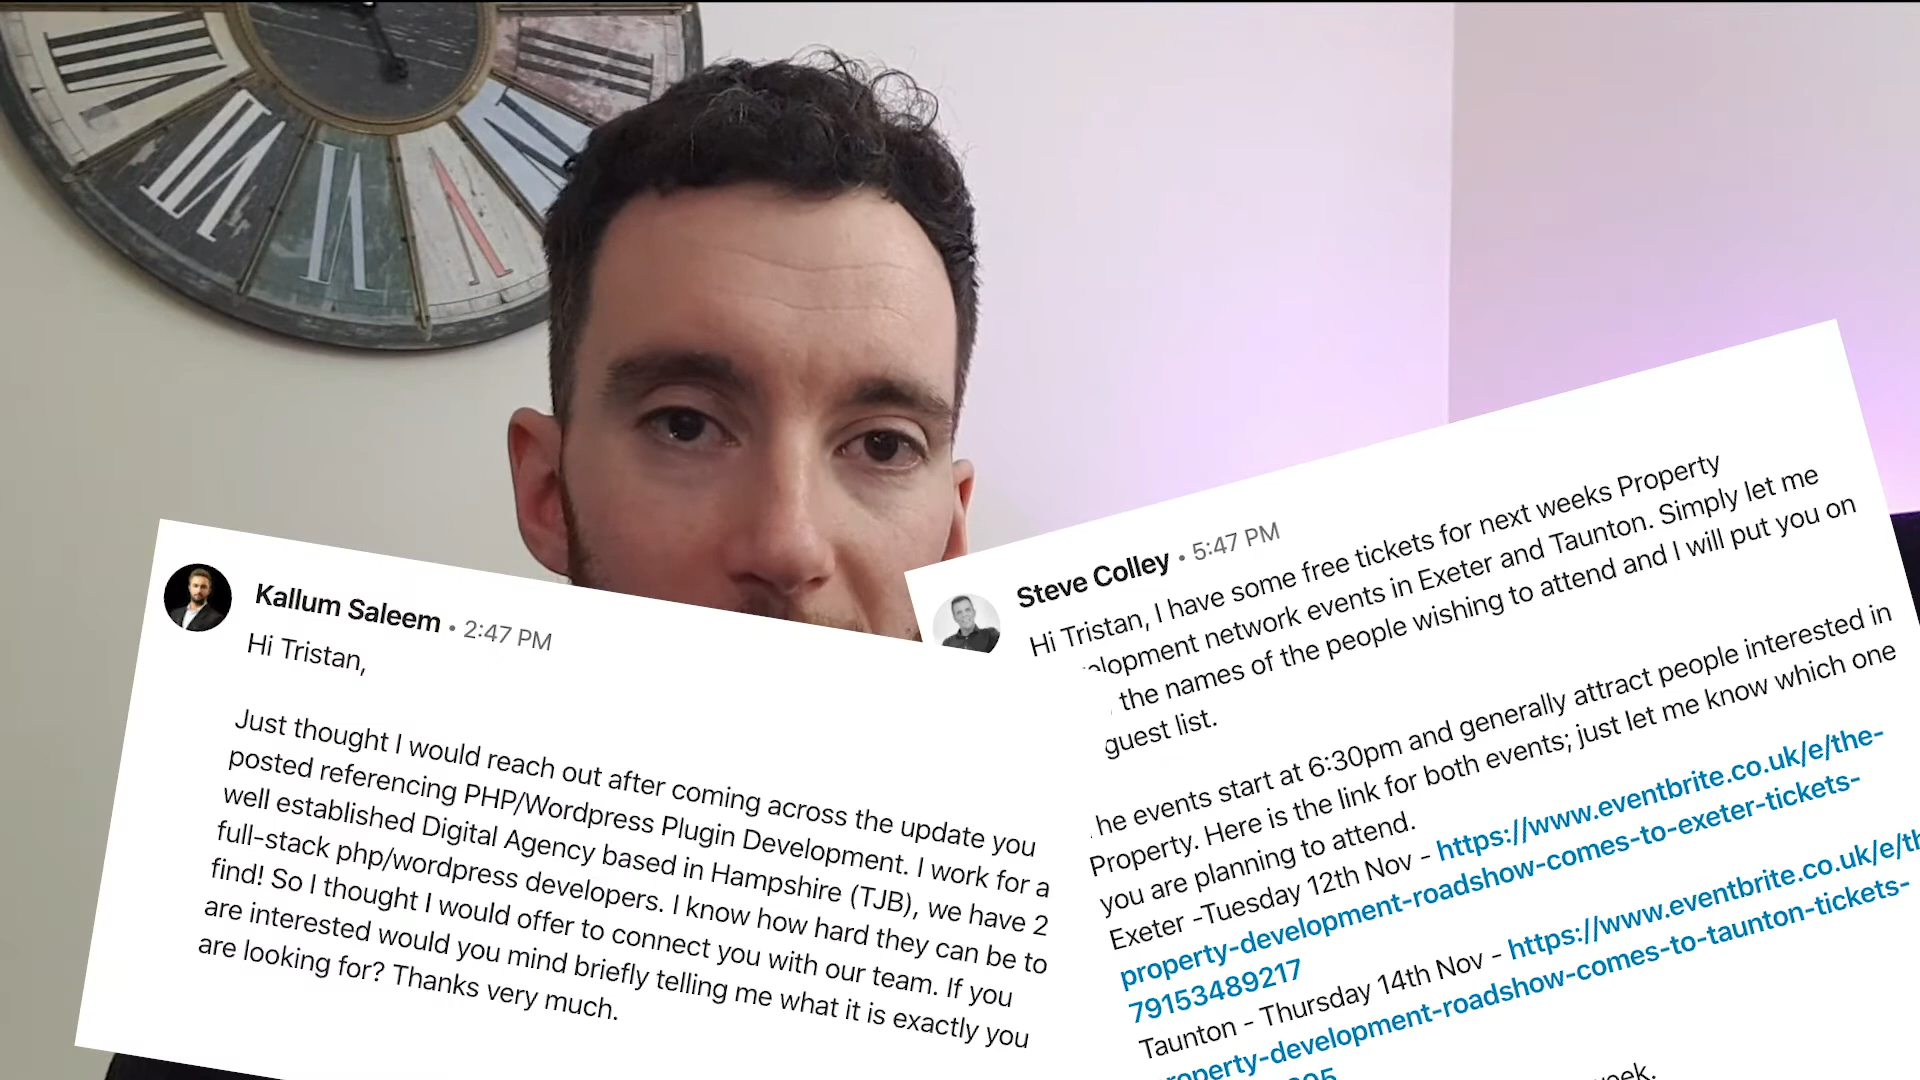 Kallum Saleem • 2:47 PM
Hi Tristan,
Just thought I would reach out after coming across the update you
posted referencing PHP/Wordpress Plugin Development. I work for a
well established Digital Agency based in Hampshire (TJB), we have 2
full-stack php/wordpress developers. I know how hard they can be to
find! So I thought I would offer to connect you with our team. If you
are interested would you mind briefly telling me what it is exactly you
are looking for? Thanks very much.
Steve Colley • 5:47 PM
Hi Tristan, I have some free tickets for next weeks Property
elopment network events in Exeter and Taunton. Simply let me
the names of the people wishing to attend and I will put you on
guest list.
he events start at 6:30pm and generally attract people interested in
Property. Here is the link for both events; just let me know which one
you are planning to attend.
Exeter -Tuesday 12th Nov - https://www.eventbrite.co.uk/e/the-
property-development-roadshow-comes-to-exeter-tickets-
79153489217
Taunton - Thursday 14th Nov - https://www.eventbrite.co.uk/e/th
roperty-development-roadshow-comes-to-taunton-tickets-